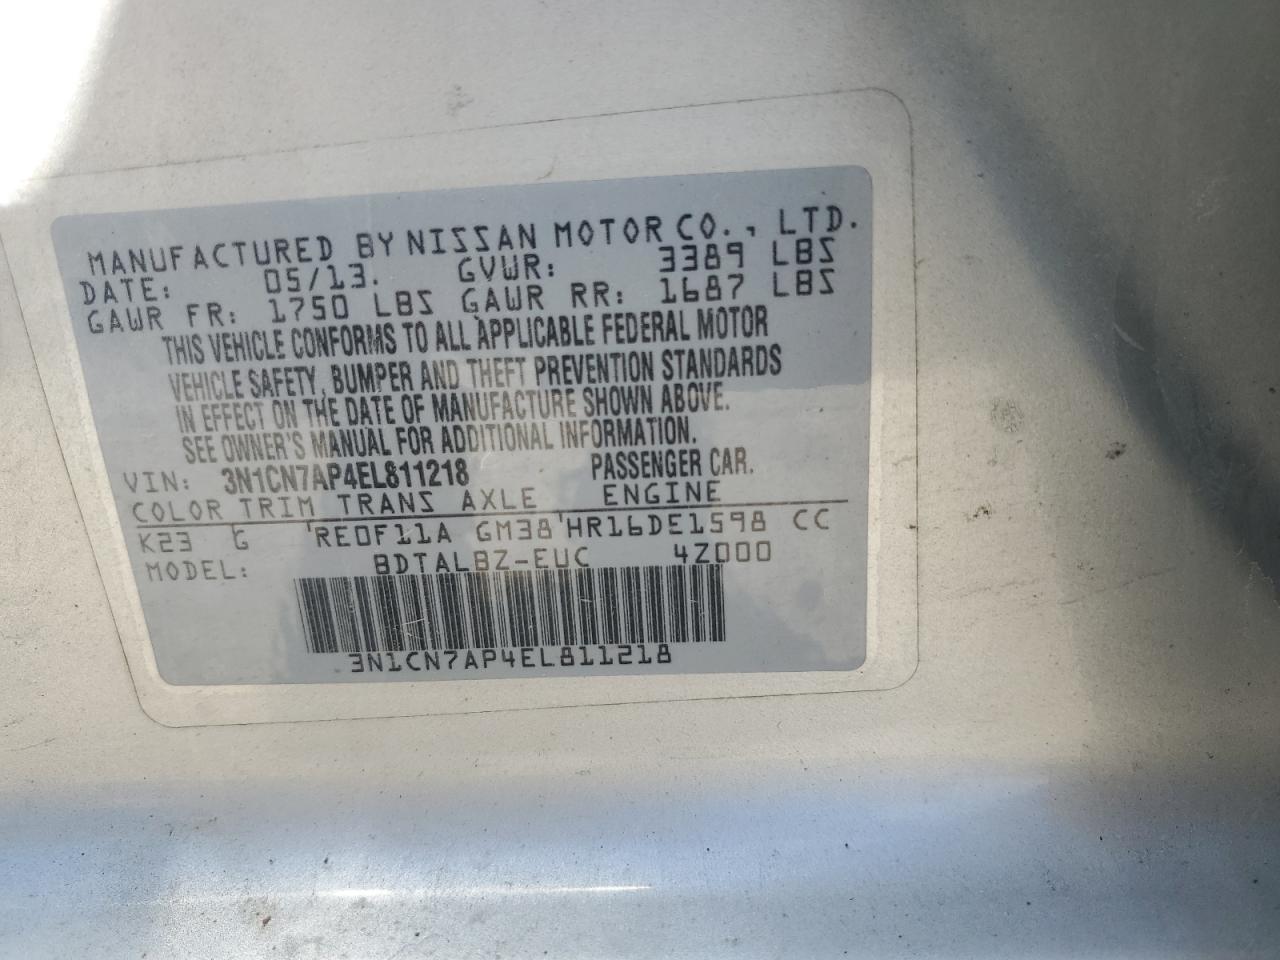 MANUFACTURED BY NISSAN MOTOR CO., LTD.
DATE: 05/13. GVWR: 3389 LBS
GAWR FR: 1750 LBS GAWR RR: 1687 LBS
THIS VEHICLE CONFORMS TO ALL APPLICABLE FEDERAL MOTOR
VEHICLE SAFETY, BUMPER AND THEFT PREVENTION STANDARDS
IN EFFECT ON THE DATE OF MANUFACTURE SHOWN ABOVE.
SEE OWNER'S MANUAL FOR ADDITIONAL INFORMATION.
VIN: 3N1CN7AP4EL811218 PASSENGER CAR.
COLOR TRIM TRANS AXLE ENGINE
K23 G 'RE0F11A GM38'HR16DE1598 CC
MODEL: BDTALBZ-EUC 4Z000
3N1CN7AP4EL811218